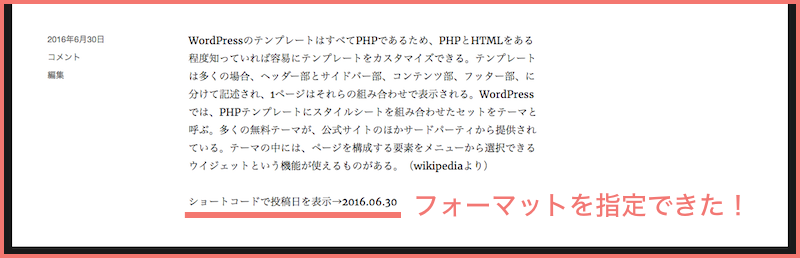 2016年6月30日
コメント
編集
WordPressのテンプレートはすべてPHPであるため、PHPとHTMLをある
程度知っていれば容易にテンプレートをカスタマイズできる。テンプレート
は多くの場合、ヘッダー部とサイドバー部、コンテンツ部、フッター部、に
分けて記述され、1ページはそれらの組み合わせで表示される。WordPress
では、PHPテンプレートにスタイルシートを組み合わせたセットをテーマと
呼ぶ。多くの無料テーマが、公式サイトのほかサードパーティから提供され
ている。テーマの中には、ページを構成する要素をメニューから選択できる
ウイジェットという機能が使えるものがある。（wikipediaより）
ショートコードで投稿日を表示→2016.06.30
フォーマットを指定できた！